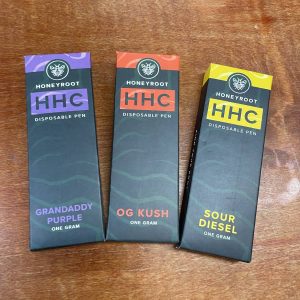 HONEYROOT
HHC
DISPOSABLE PEN
GRANDADDY
PURPLE
ONE GRAM
HONEYROOT
HHC
DISPOSABLE PEN
OG KUSH
ONE GRAM
HONEYROOT
HHC
DISPOSABLE PEN
SOUR
DIESEL
ONE GRAM